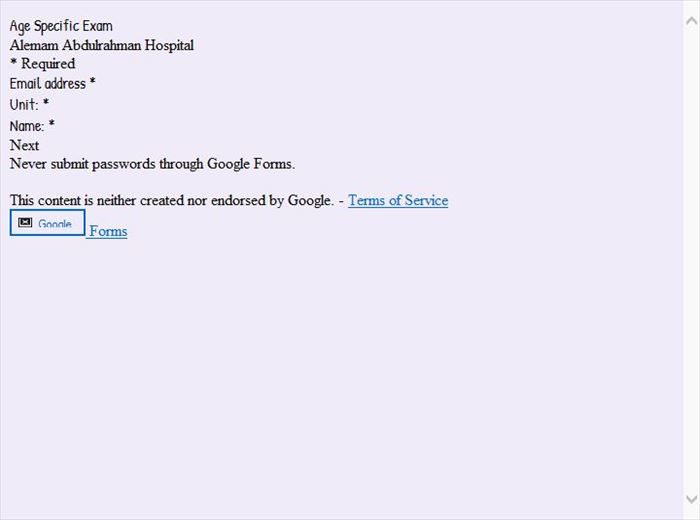 Age Specific Exam
Alemam Abdulrahman Hospital
* Required
Email address *
Unit: *
Name: *
Next
Never submit passwords through Google Forms.
This content is neither created nor endorsed by Google. - Terms of Service
Google Forms